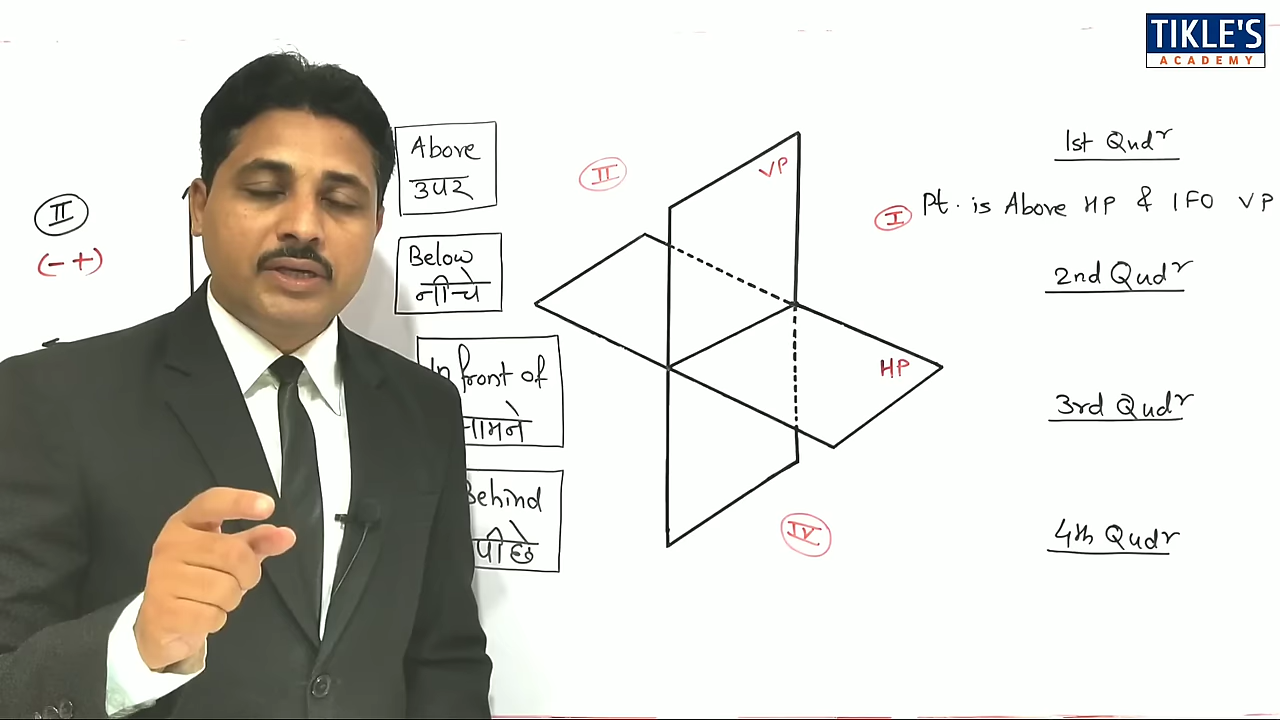 TIKLE'S
ACADEMY
II
(- +)
Above
उपर
Below
नीचे
In front of
सामने
Behind
पीछे
II
VP
HP
IV
1st Qudr
I Pt. is Above HP & IFO VP
2nd Qudr
3rd Qudr
4th Qudr